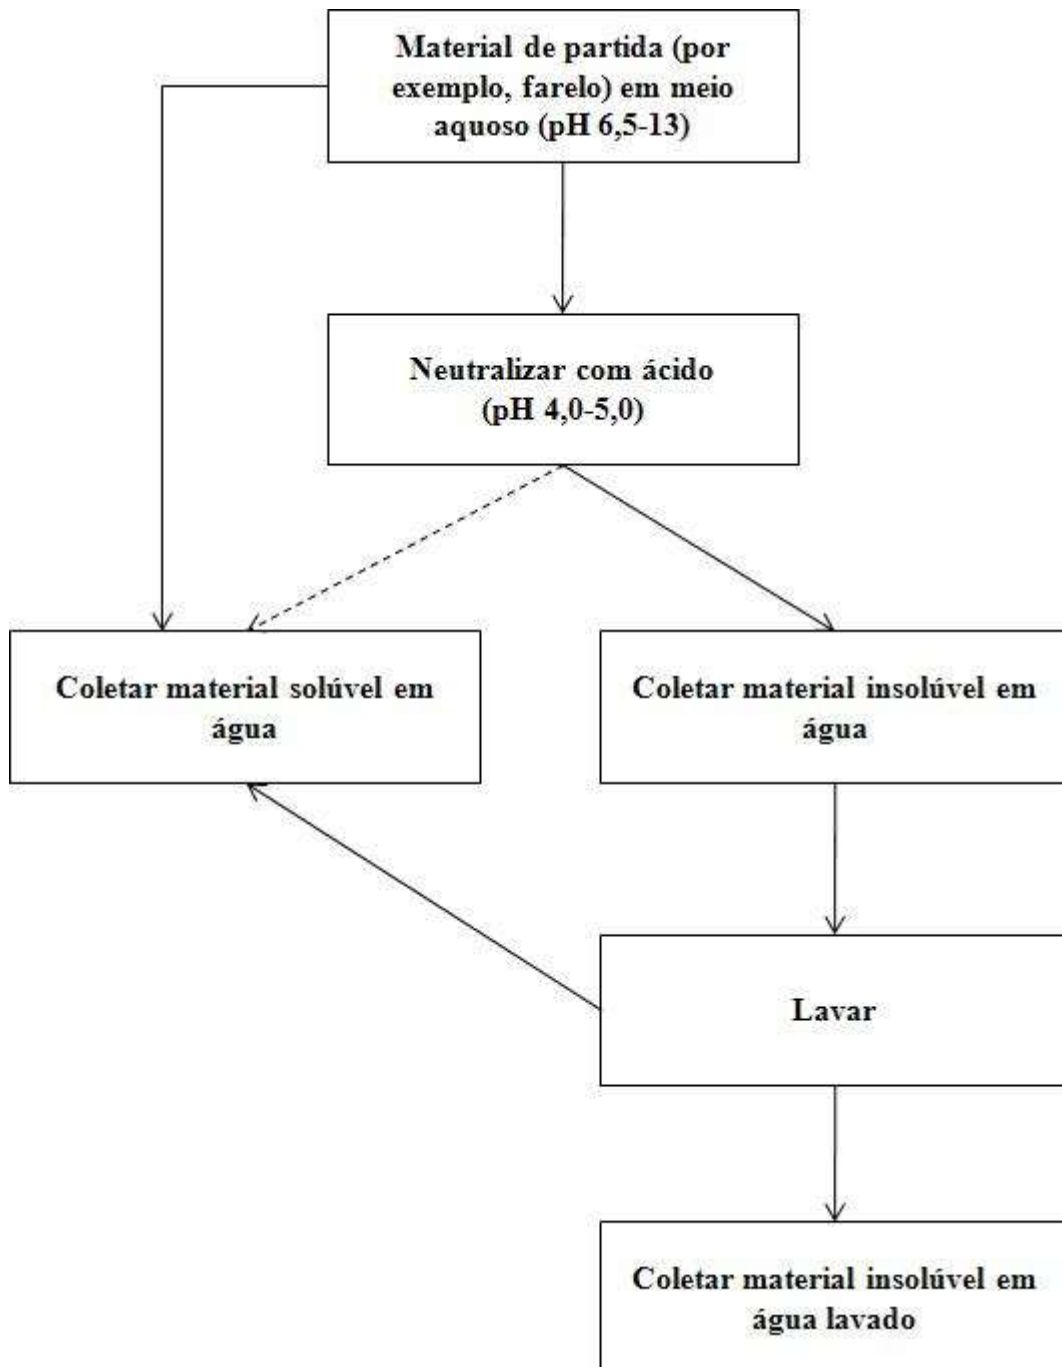 Material de partida (por
exemplo, farelo) em meio
aquoso (pH 6,5-13)
Neutralizar com ácido
(pH 4,0-5,0)
Coletar material solúvel em
água
Coletar material insolúvel em
água
Lavar
Coletar material insolúvel em
água lavado